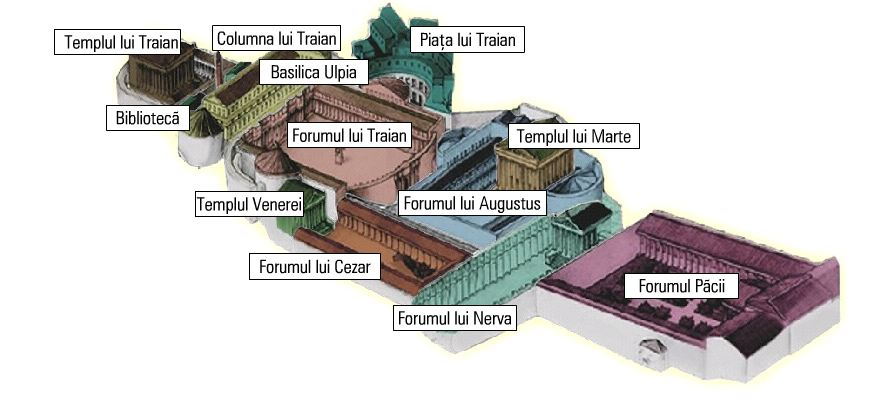 Templul lui Traian
Columna lui Traian
Piața lui Traian
Basilica Ulpia
Bibliotecă
Forumul lui Traian
Templul lui Marte
Templul Venerei
Forumul lui Augustus
Forumul lui Cezar
Forumul Păcii
Forumul lui Nerva